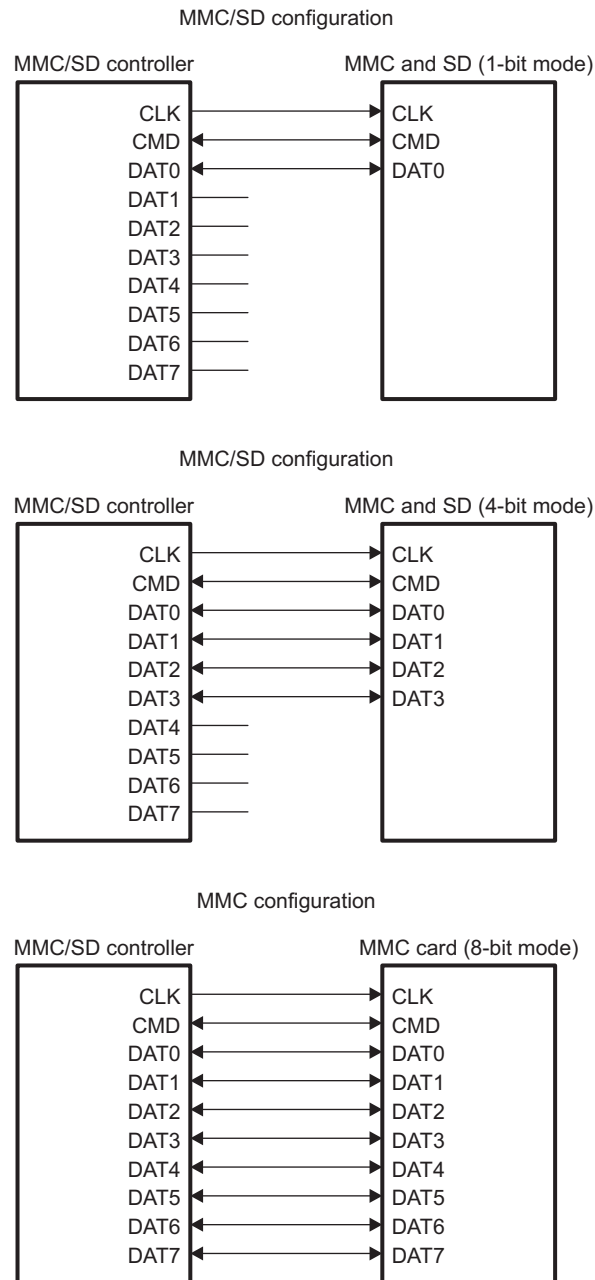 MMC/SD configuration
MMC/SD controller MMC and SD (1-bit mode)
CLK CLK
CMD CMD
DAT0 DAT0
DAT1
DAT2
DAT3
DAT4
DAT5
DAT6
DAT7
MMC/SD configuration
MMC/SD controller MMC and SD (4-bit mode)
CLK CLK
CMD CMD
DAT0 DAT0
DAT1 DAT1
DAT2 DAT2
DAT3 DAT3
DAT4
DAT5
DAT6
DAT7
MMC configuration
MMC/SD controller MMC card (8-bit mode)
CLK CLK
CMD CMD
DAT0 DAT0
DAT1 DAT1
DAT2 DAT2
DAT3 DAT3
DAT4 DAT4
DAT5 DAT5
DAT6 DAT6
DAT7 DAT7